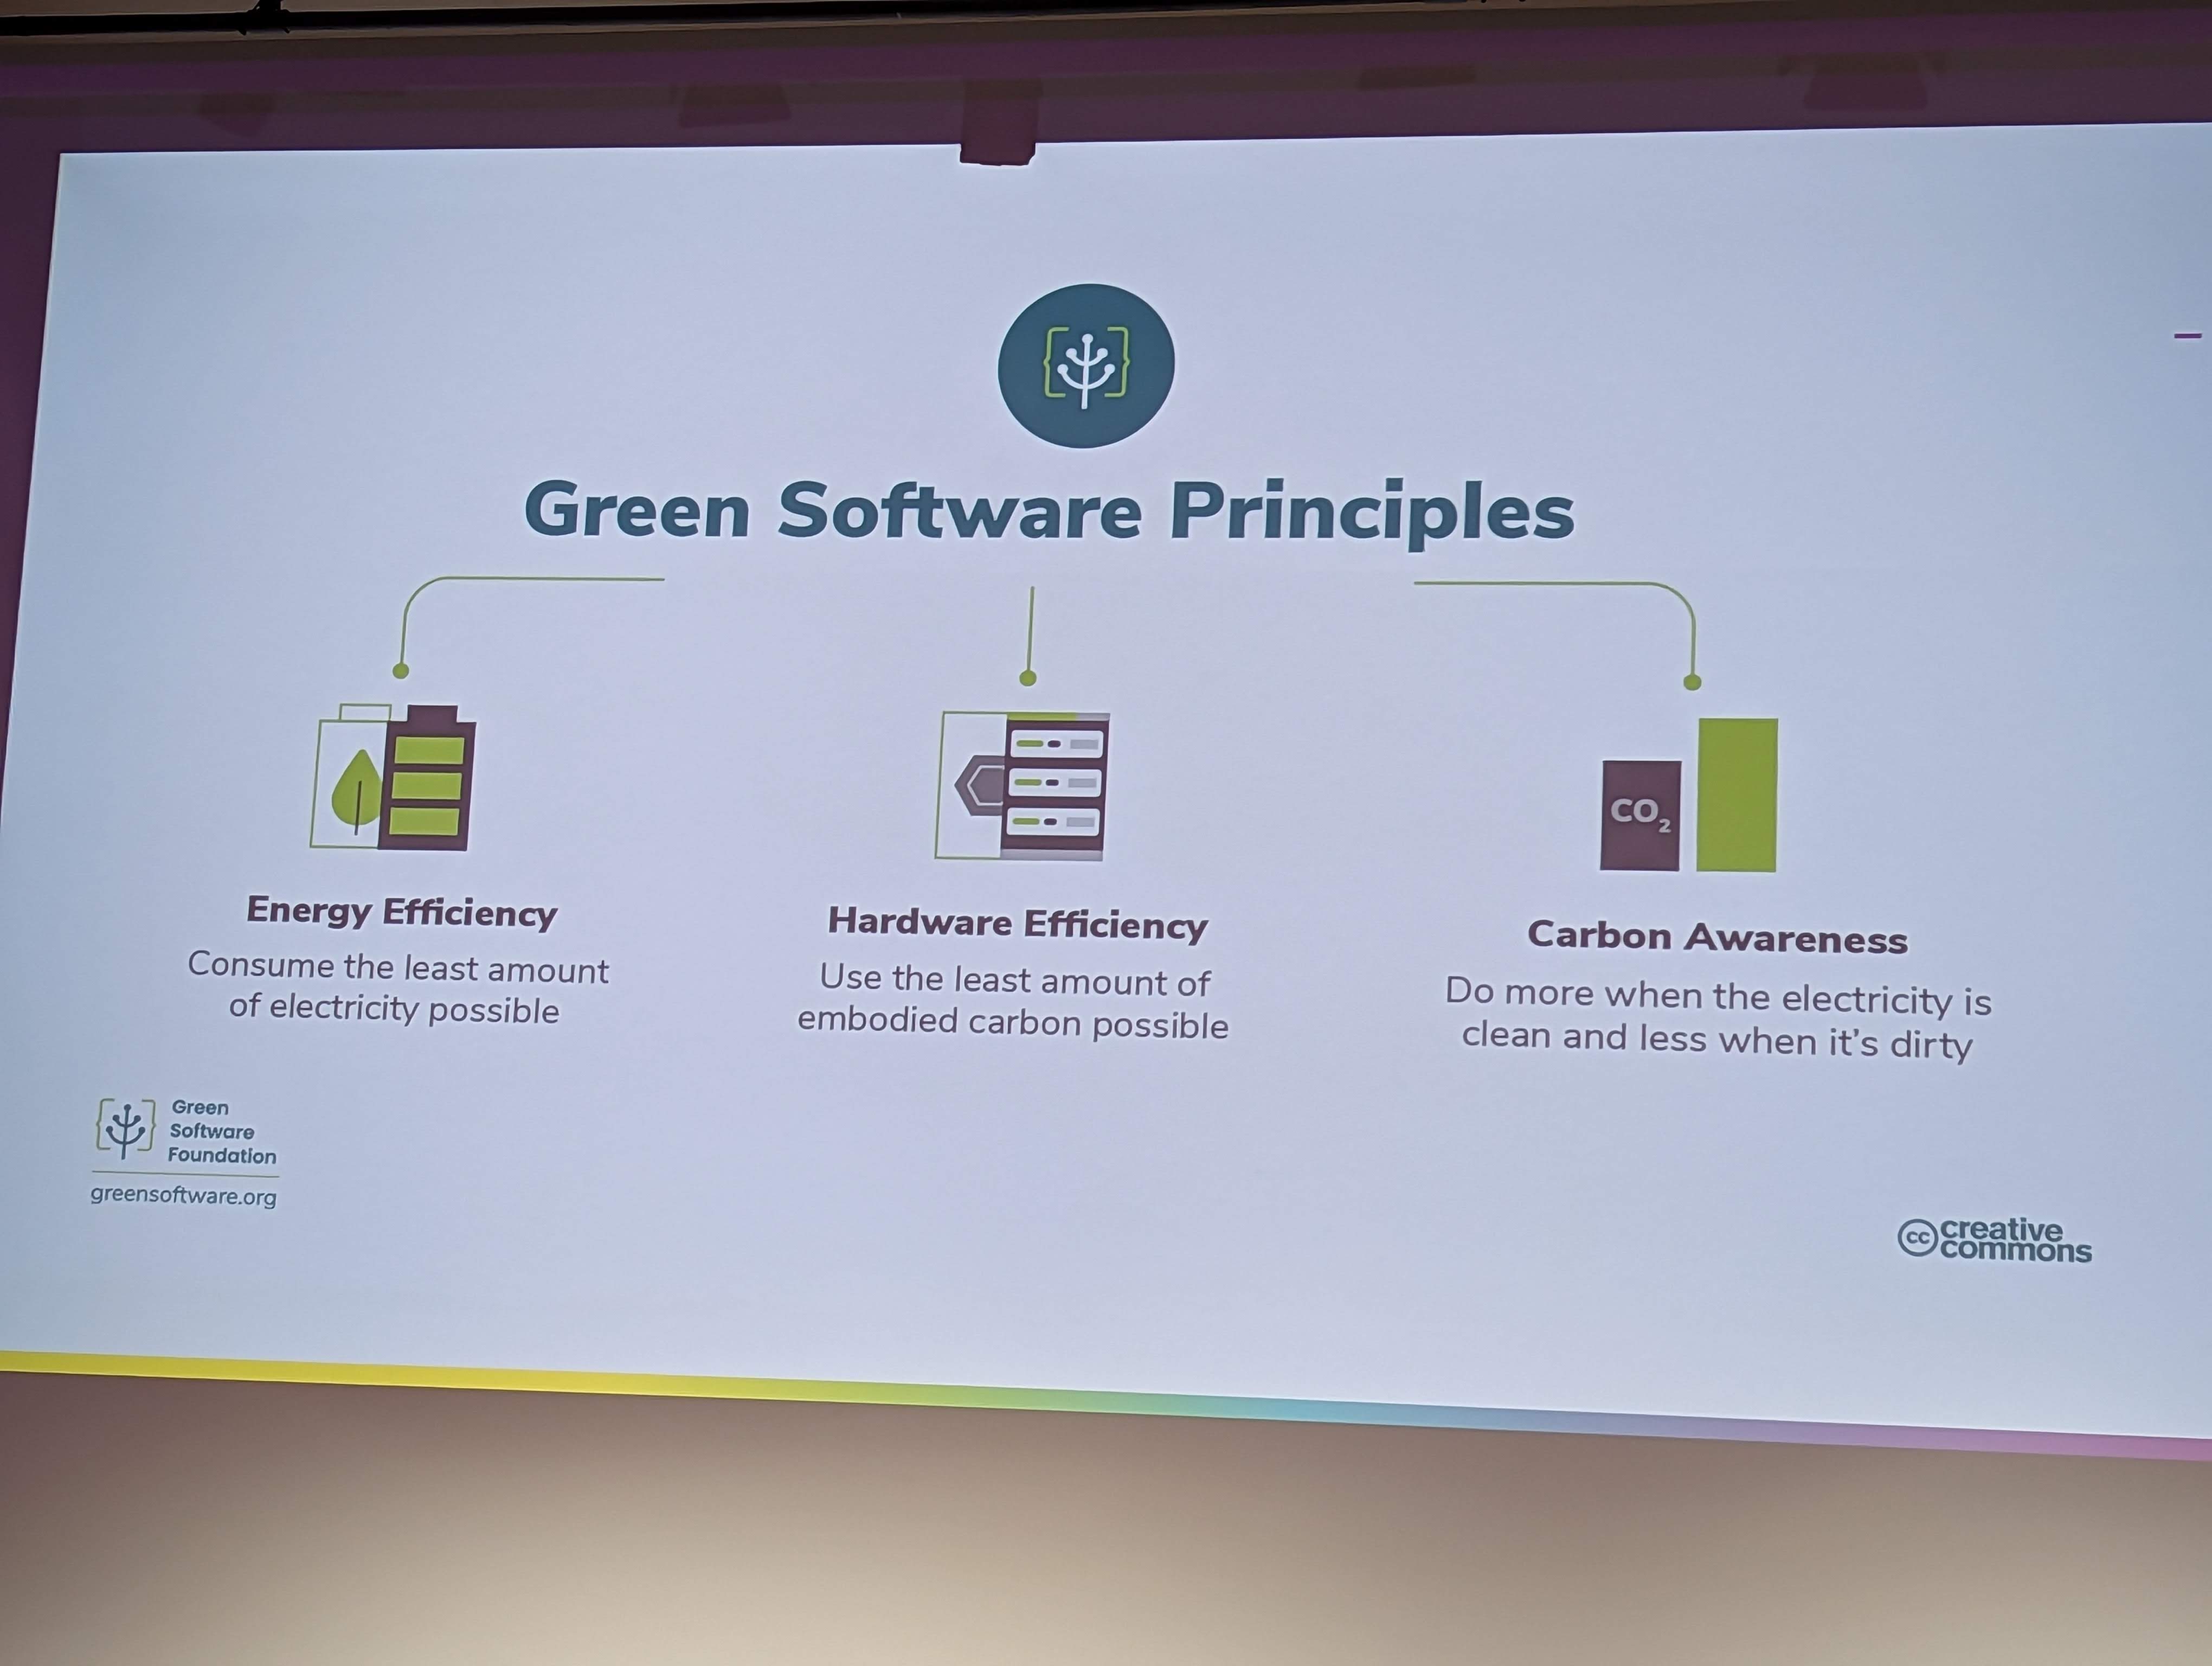 Green Software Principles
Energy Efficiency
Consume the least amount
of electricity possible
Hardware Efficiency
Use the least amount of
embodied carbon possible
CO₂
Carbon Awareness
Do more when the electricity is
clean and less when it's dirty
Green
Software
Foundation
greensoftware.org
cc creative
commons